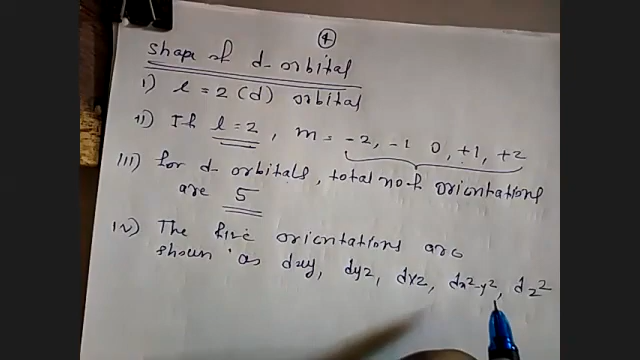 4
Shape of d-orbital
i) l = 2 (d) orbital
ii) If l = 2, m = -2, -1 0, +1, +2
iii) for d-orbitals, total no. of orientations
are 5
iv) The five orientations are
shown as dxy, dyz, dxz, dx²-y², dz²